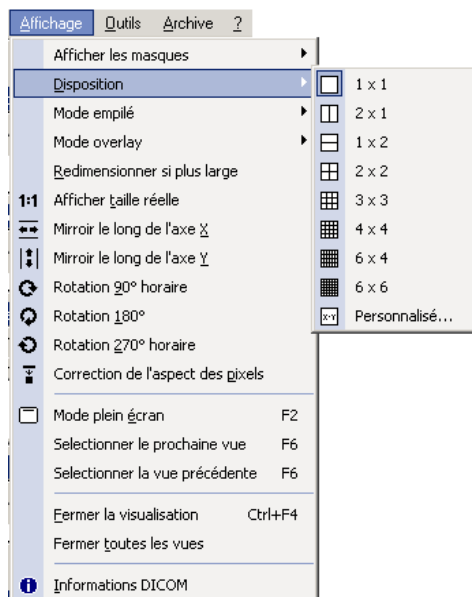 Affichage Outils Archive ?
Afficher les masques
Disposition
Mode empilé
Mode overlay
Redimensionner si plus large
1:1 Afficher taille réelle
Mirroir le long de l'axe X
Mirroir le long de l'axe Y
Rotation 90° horaire
Rotation 180°
Rotation 270° horaire
Correction de l'aspect des pixels
Mode plein écran F2
Selectionner le prochaine vue F6
Selectionner la vue précédente F6
Fermer la visualisation Ctrl+F4
Fermer toutes les vues
Informations DICOM
1 x 1
2 x 1
1 x 2
2 x 2
3 x 3
4 x 4
6 x 4
6 x 6
X*Y Personnalisé...